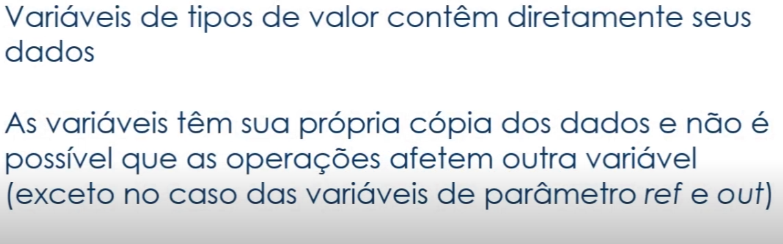 Variáveis de tipos de valor contêm diretamente seus
dados
As variáveis têm sua própria cópia dos dados e não é
possível que as operações afetem outra variável
(exceto no caso das variáveis de parâmetro ref e out)